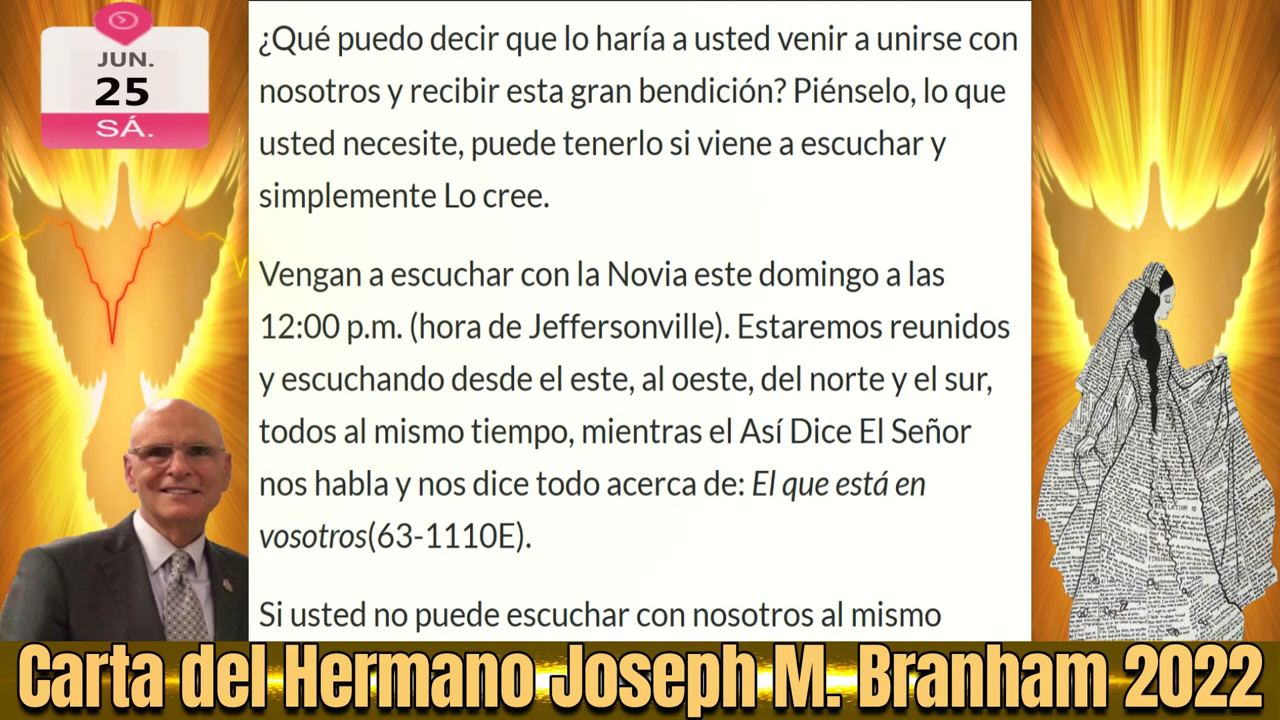 JUN.
25
SÁ.
¿Qué puedo decir que lo haría a usted venir a unirse con
nosotros y recibir esta gran bendición? Piénselo, lo que
usted necesite, puede tenerlo si viene a escuchar y
simplemente Lo cree.
Vengan a escuchar con la Novia este domingo a las
12:00 p.m. (hora de Jeffersonville). Estaremos reunidos
y escuchando desde el este, al oeste, del norte y el sur,
todos al mismo tiempo, mientras el Así Dice El Señor
nos habla y nos dice todo acerca de: El que está en
vosotros(63-1110E).
Si usted no puede escuchar con nosotros al mismo
Carta del Hermano Joseph M. Branham 2022